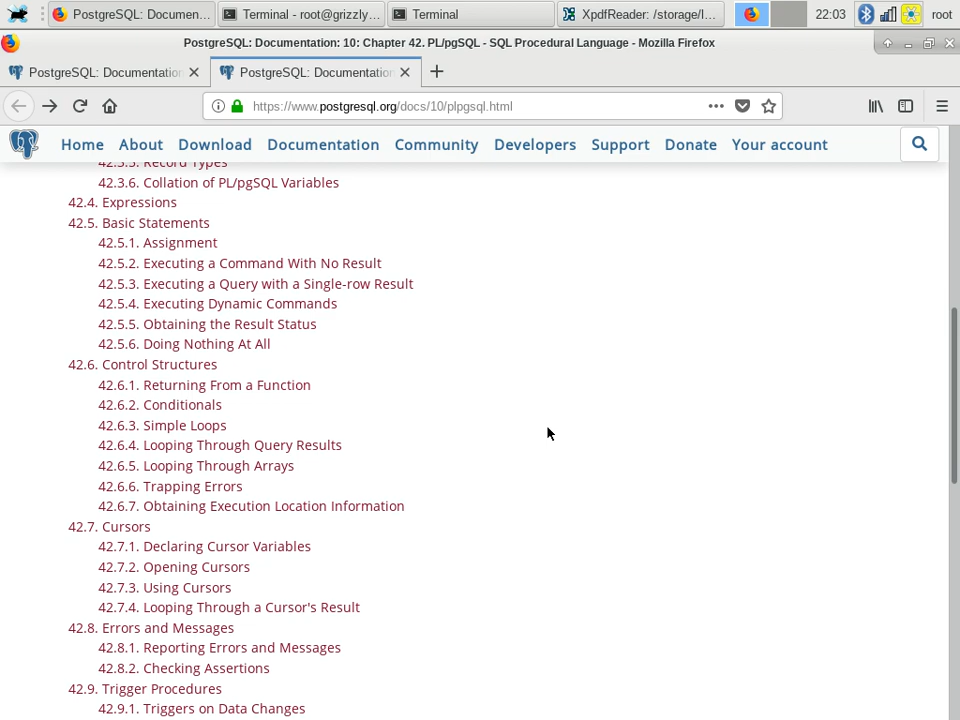 PostgreSQL: Documen...
Terminal - root@grizzly...
Terminal
XpdfReader: /storage/l...
22:03
root
PostgreSQL: Documentation: 10: Chapter 42. PL/pgSQL - SQL Procedural Language - Mozilla Firefox
PostgreSQL: Documentation
PostgreSQL: Documentation
https://www.postgresql.org/docs/10/plpgsql.html
Home
About
Download
Documentation
Community
Developers
Support
Donate
Your account
42.3.5. Record Types
42.3.6. Collation of PL/pgSQL Variables
42.4. Expressions
42.5. Basic Statements
42.5.1. Assignment
42.5.2. Executing a Command With No Result
42.5.3. Executing a Query with a Single-row Result
42.5.4. Executing Dynamic Commands
42.5.5. Obtaining the Result Status
42.5.6. Doing Nothing At All
42.6. Control Structures
42.6.1. Returning From a Function
42.6.2. Conditionals
42.6.3. Simple Loops
42.6.4. Looping Through Query Results
42.6.5. Looping Through Arrays
42.6.6. Trapping Errors
42.6.7. Obtaining Execution Location Information
42.7. Cursors
42.7.1. Declaring Cursor Variables
42.7.2. Opening Cursors
42.7.3. Using Cursors
42.7.4. Looping Through a Cursor's Result
42.8. Errors and Messages
42.8.1. Reporting Errors and Messages
42.8.2. Checking Assertions
42.9. Trigger Procedures
42.9.1. Triggers on Data Changes